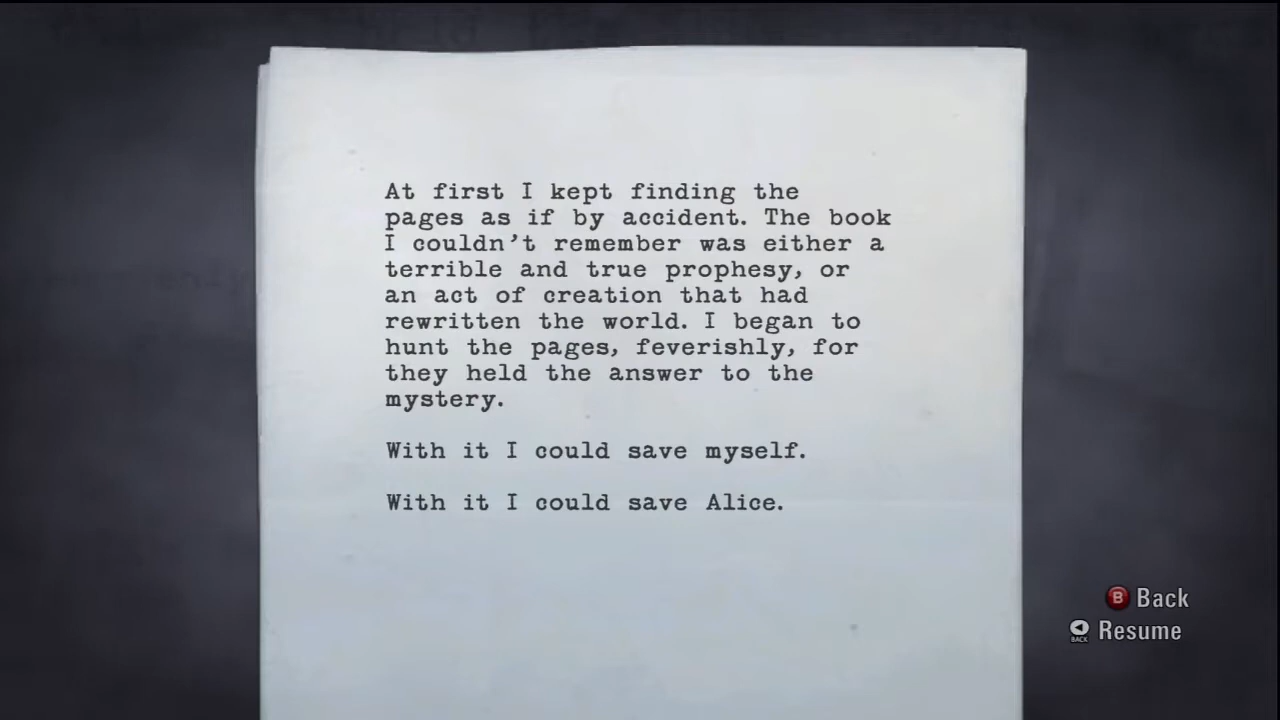 At first I kept finding the
pages as if by accident. The book
I couldn't remember was either a
terrible and true prophesy, or
an act of creation that had
rewritten the world. I began to
hunt the pages, feverishly, for
they held the answer to the
mystery.
With it I could save myself.
With it I could save Alice.
B Back
BACK Resume